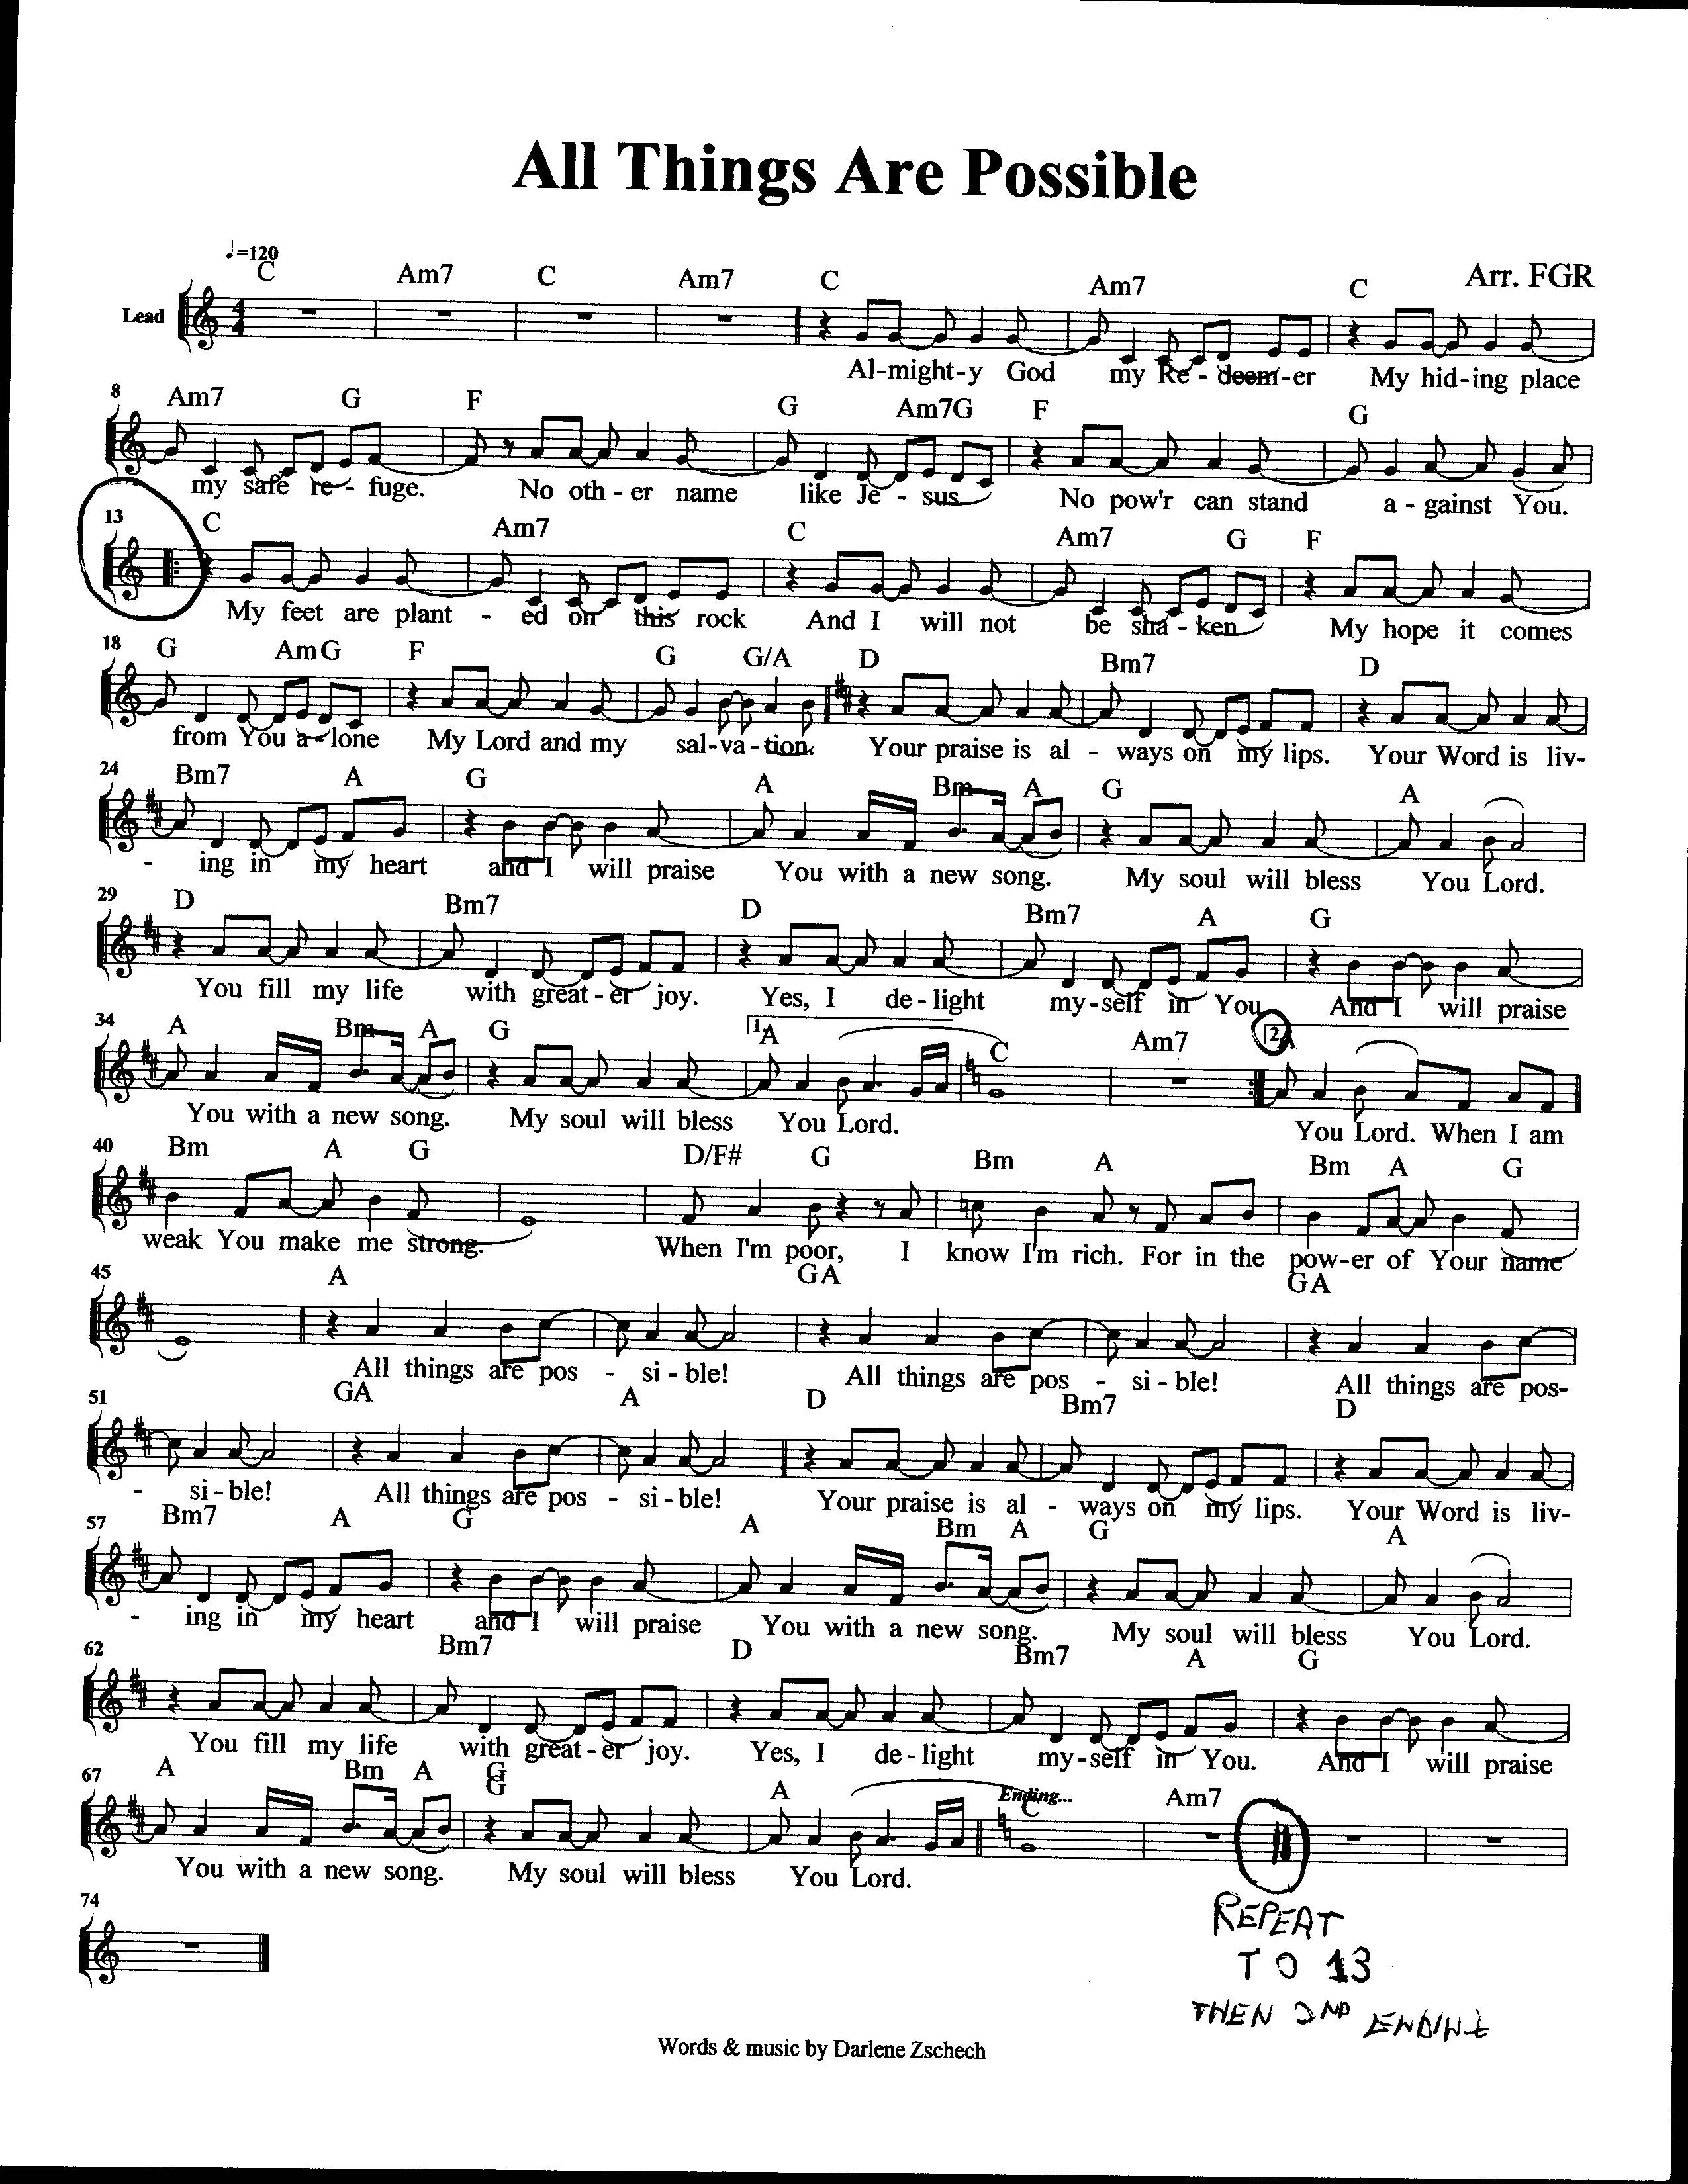 All Things Are Possible
♩=120
Arr. FGR
C Am7 C Am7 C Am7 C
Lead
4
4
Al-might-y God my Re - deem-er My hid-ing place
8
Am7 G F G Am7G F G
my safe re - fuge. No oth - er name like Je - sus No pow'r can stand a - gainst You.
13
C Am7 C Am7 G F
My feet are plant - ed on this rock And I will not be sha - ken My hope it comes
18
G Am G F G G/A D Bm7 D
from You a - lone My Lord and my sal-va-tion. Your praise is al - ways on my lips. Your Word is liv-
24
Bm7 A G A Bm A G A
- ing in my heart and I will praise You with a new song. My soul will bless You Lord.
29
D Bm7 D Bm7 A G
You fill my life with great - er joy. Yes, I de - light my-self in You And I will praise
34
A Bm A G 1. A C Am7 2. A
You with a new song. My soul will bless You Lord. You Lord. When I am
40
Bm A G D/F# G Bm A Bm A G
weak You make me strong. When I'm poor, I know I'm rich. For in the pow-er of Your name
45
A GA GA
All things are pos - si - ble! All things are pos - si - ble! All things are pos-
51
GA A D Bm7 D
- si - ble! All things are pos - si - ble! Your praise is al - ways on my lips. Your Word is liv-
57
Bm7 A G A Bm A G A
- ing in my heart and I will praise You with a new song. My soul will bless You Lord.
62
Bm7 D Bm7 A G
You fill my life with great - er joy. Yes, I de - light my-self in You. And I will praise
67
A Bm A G G A Ending... C Am7
You with a new song. My soul will bless You Lord.
74
REPEAT
TO 13
THEN 2ND ENDING
Words & music by Darlene Zschech